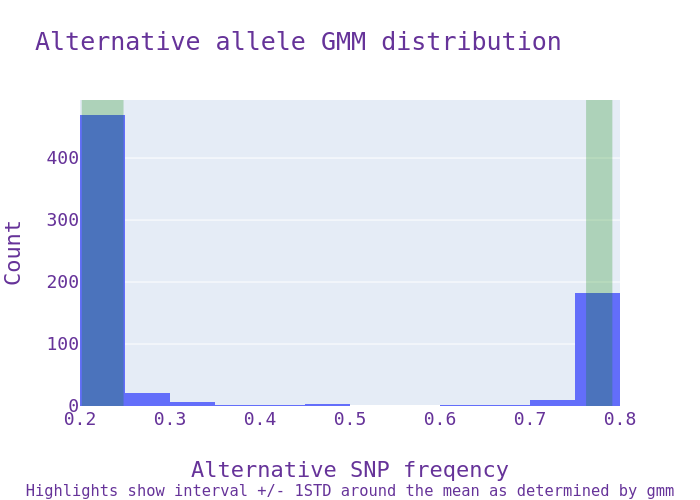 Alternative allele GMM distribution
Count
400
300
200
100
0
0.2 0.3 0.4 0.5 0.6 0.7 0.8
Alternative SNP freqency
Highlights show interval +/- 1STD around the mean as determined by gmm